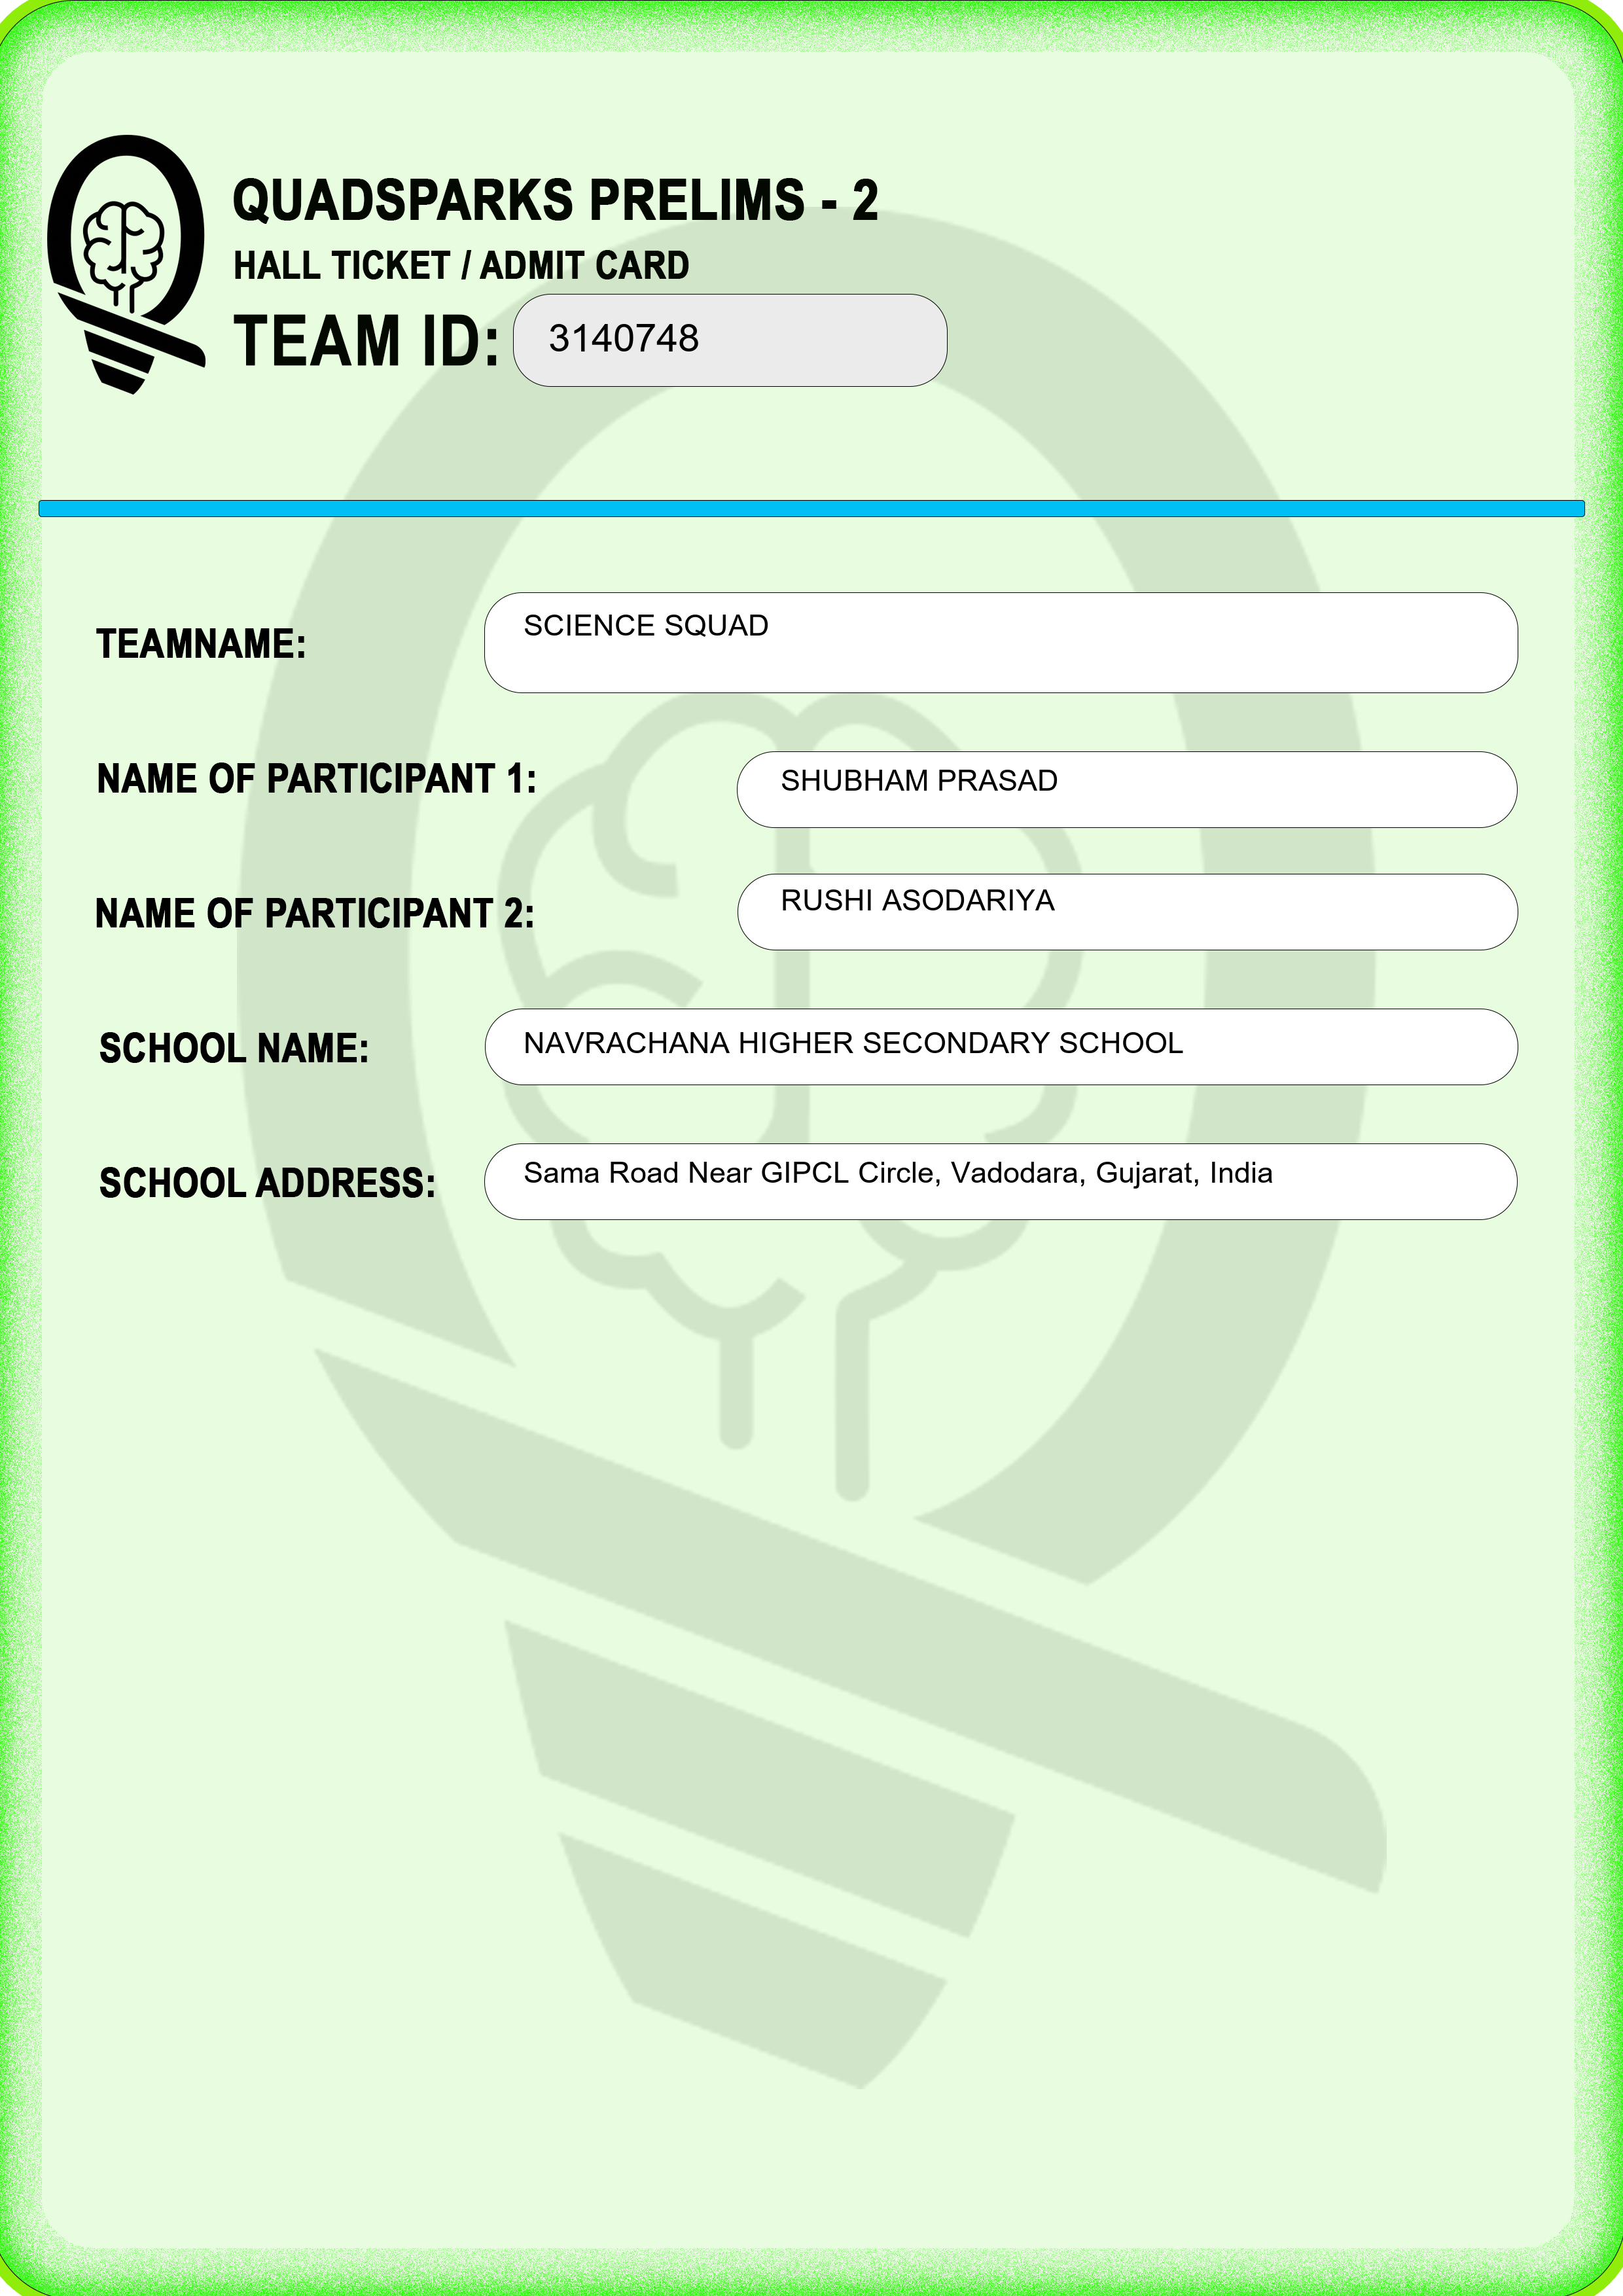 QUADSPARKS PRELIMS - 2
HALL TICKET / ADMIT CARD
TEAM ID: 3140748
TEAMNAME: SCIENCE SQUAD
NAME OF PARTICIPANT 1: SHUBHAM PRASAD
NAME OF PARTICIPANT 2: RUSHI ASODARIYA
SCHOOL NAME: NAVRACHANA HIGHER SECONDARY SCHOOL
SCHOOL ADDRESS: Sama Road Near GIPCL Circle, Vadodara, Gujarat, India